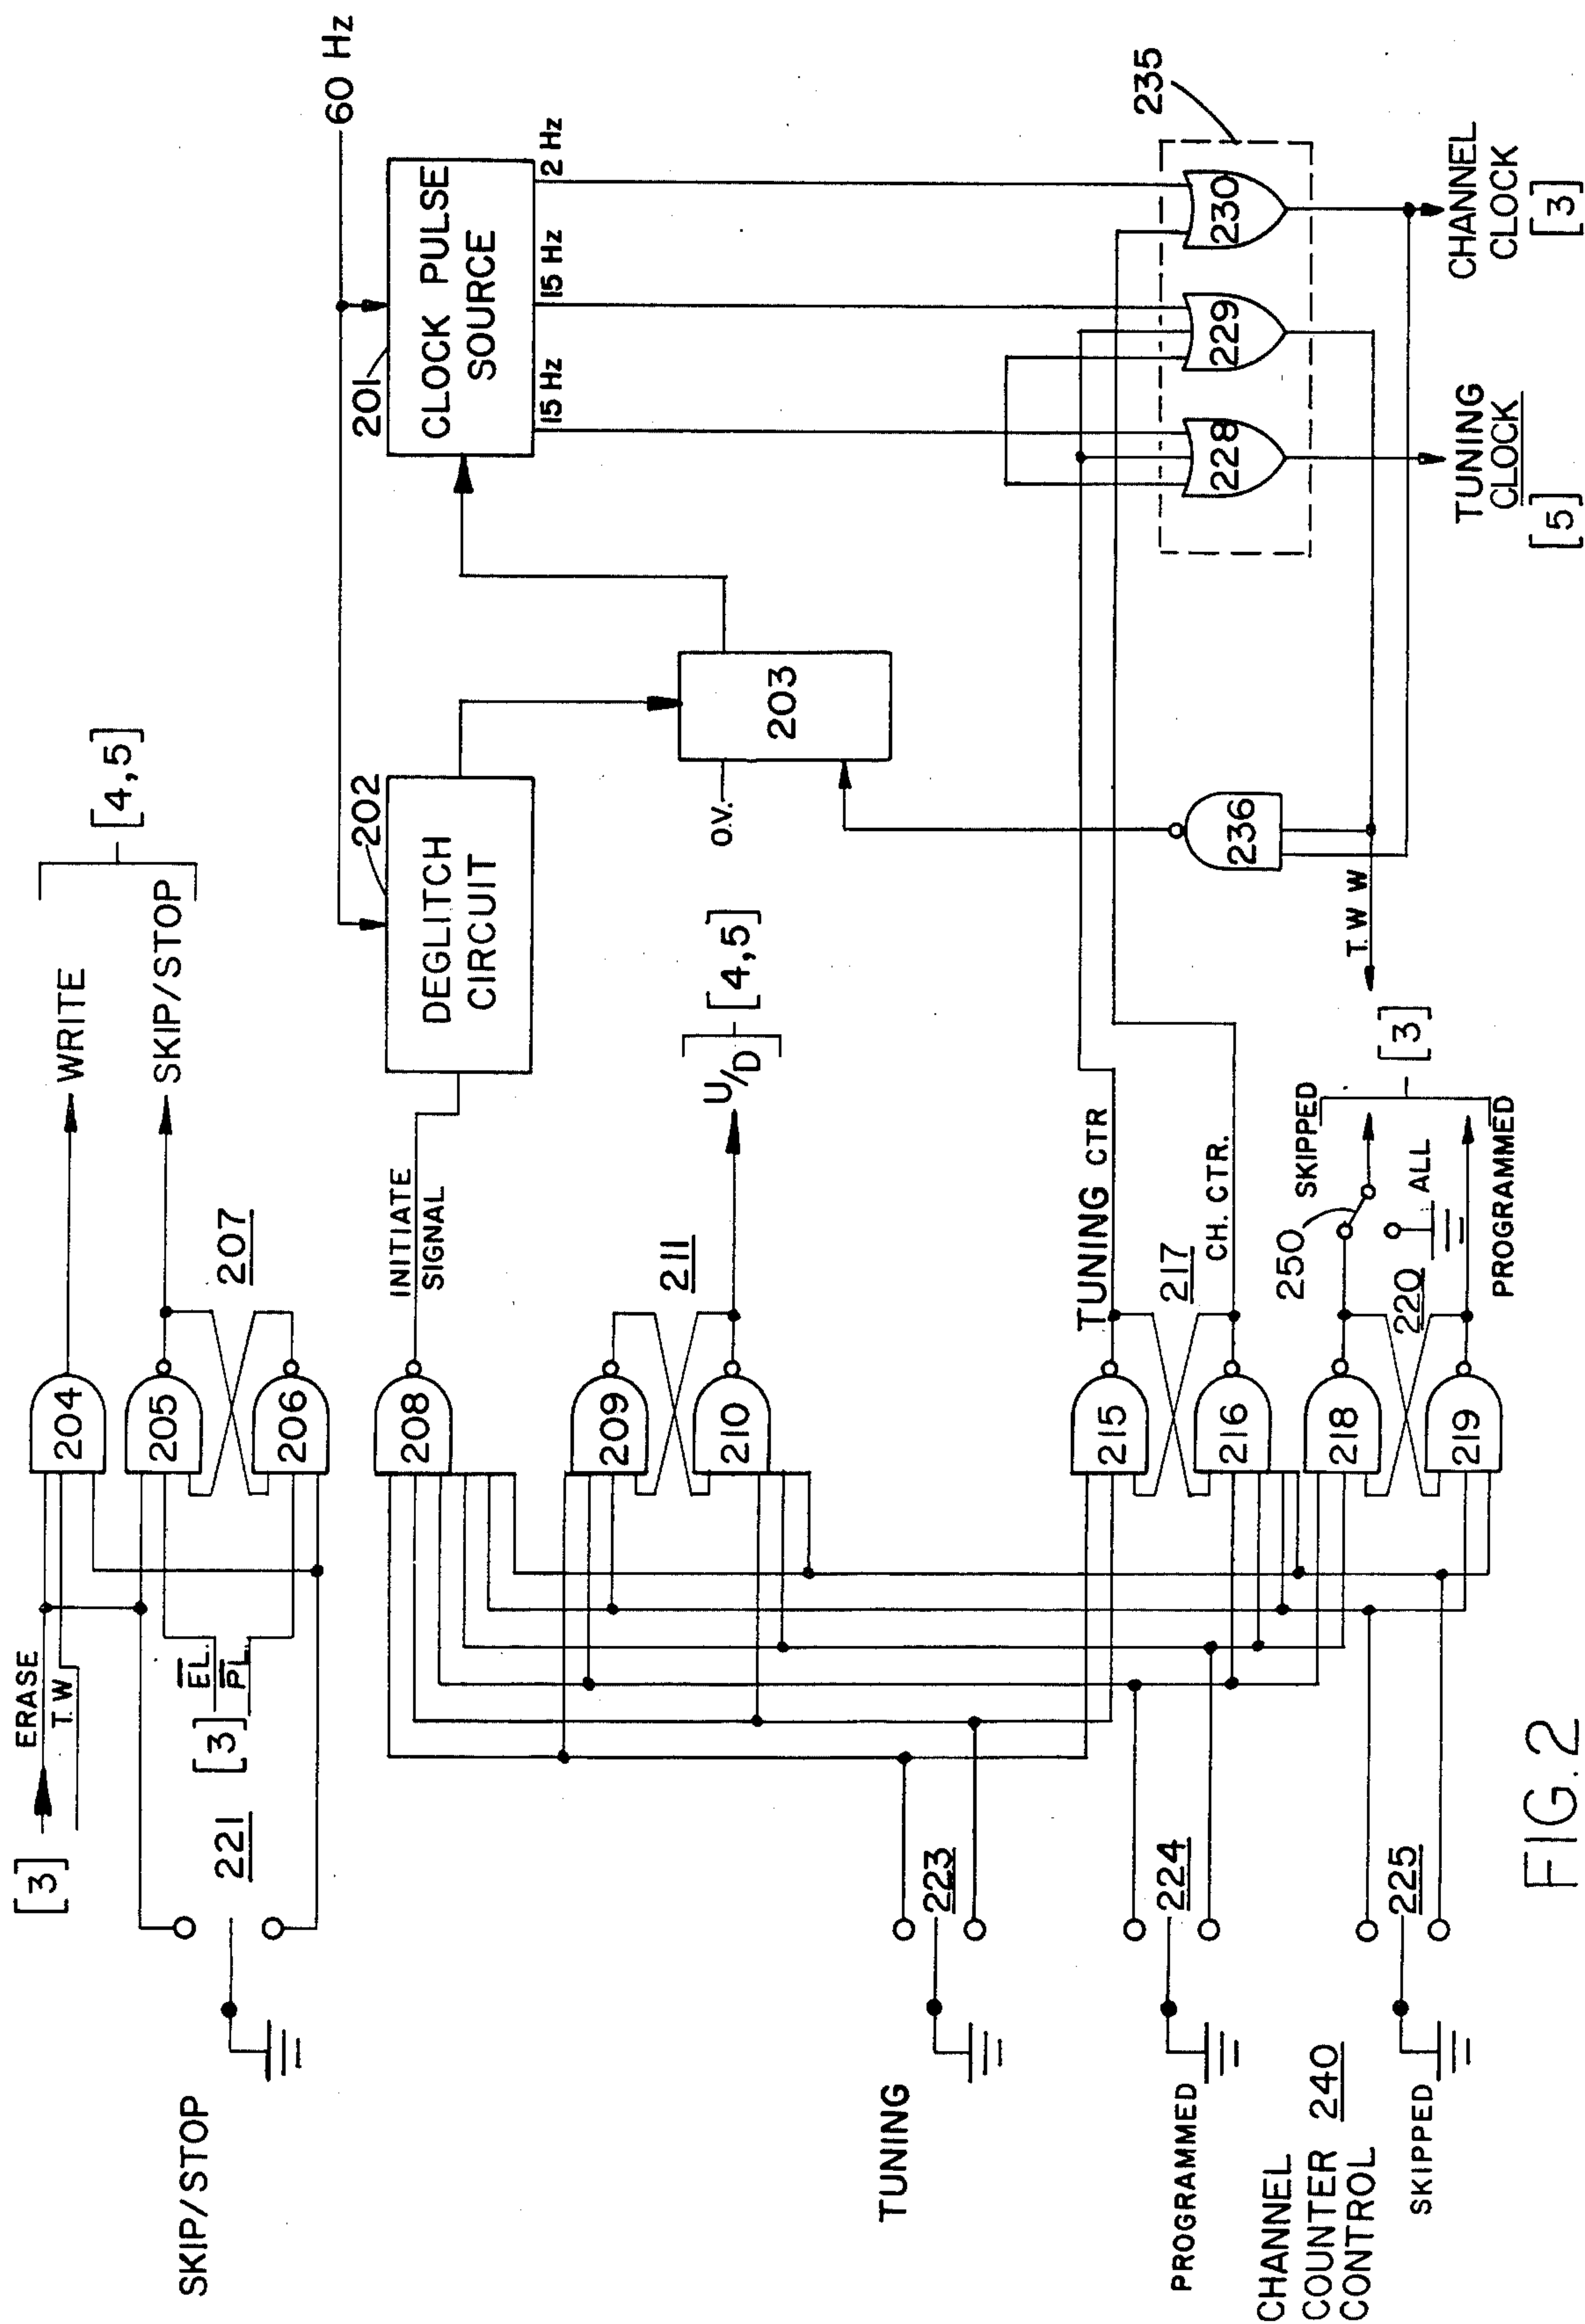 [3]
ERASE
T.W.
WRITE
[4,5]
SKIP/STOP
204
205
206
207
EL.
PL
[3]
221
SKIP/STOP
60 Hz
202
DEGLITCH
CIRCUIT
201
CLOCK PULSE
SOURCE
15 Hz
15 Hz
2 Hz
INITIATE
SIGNAL
208
203
O.V.
209
210
211
U/D
[4,5]
TUNING
223
215
216
217
TUNING CTR
CH. CTR.
236
T. W W
228
229
230
235
TUNING
CLOCK
[5]
CHANNEL
CLOCK
[3]
PROGRAMMED
224
218
219
220
250
SKIPPED
ALL
PROGRAMMED
[3]
CHANNEL
COUNTER 240
CONTROL
SKIPPED
225
FIG. 2